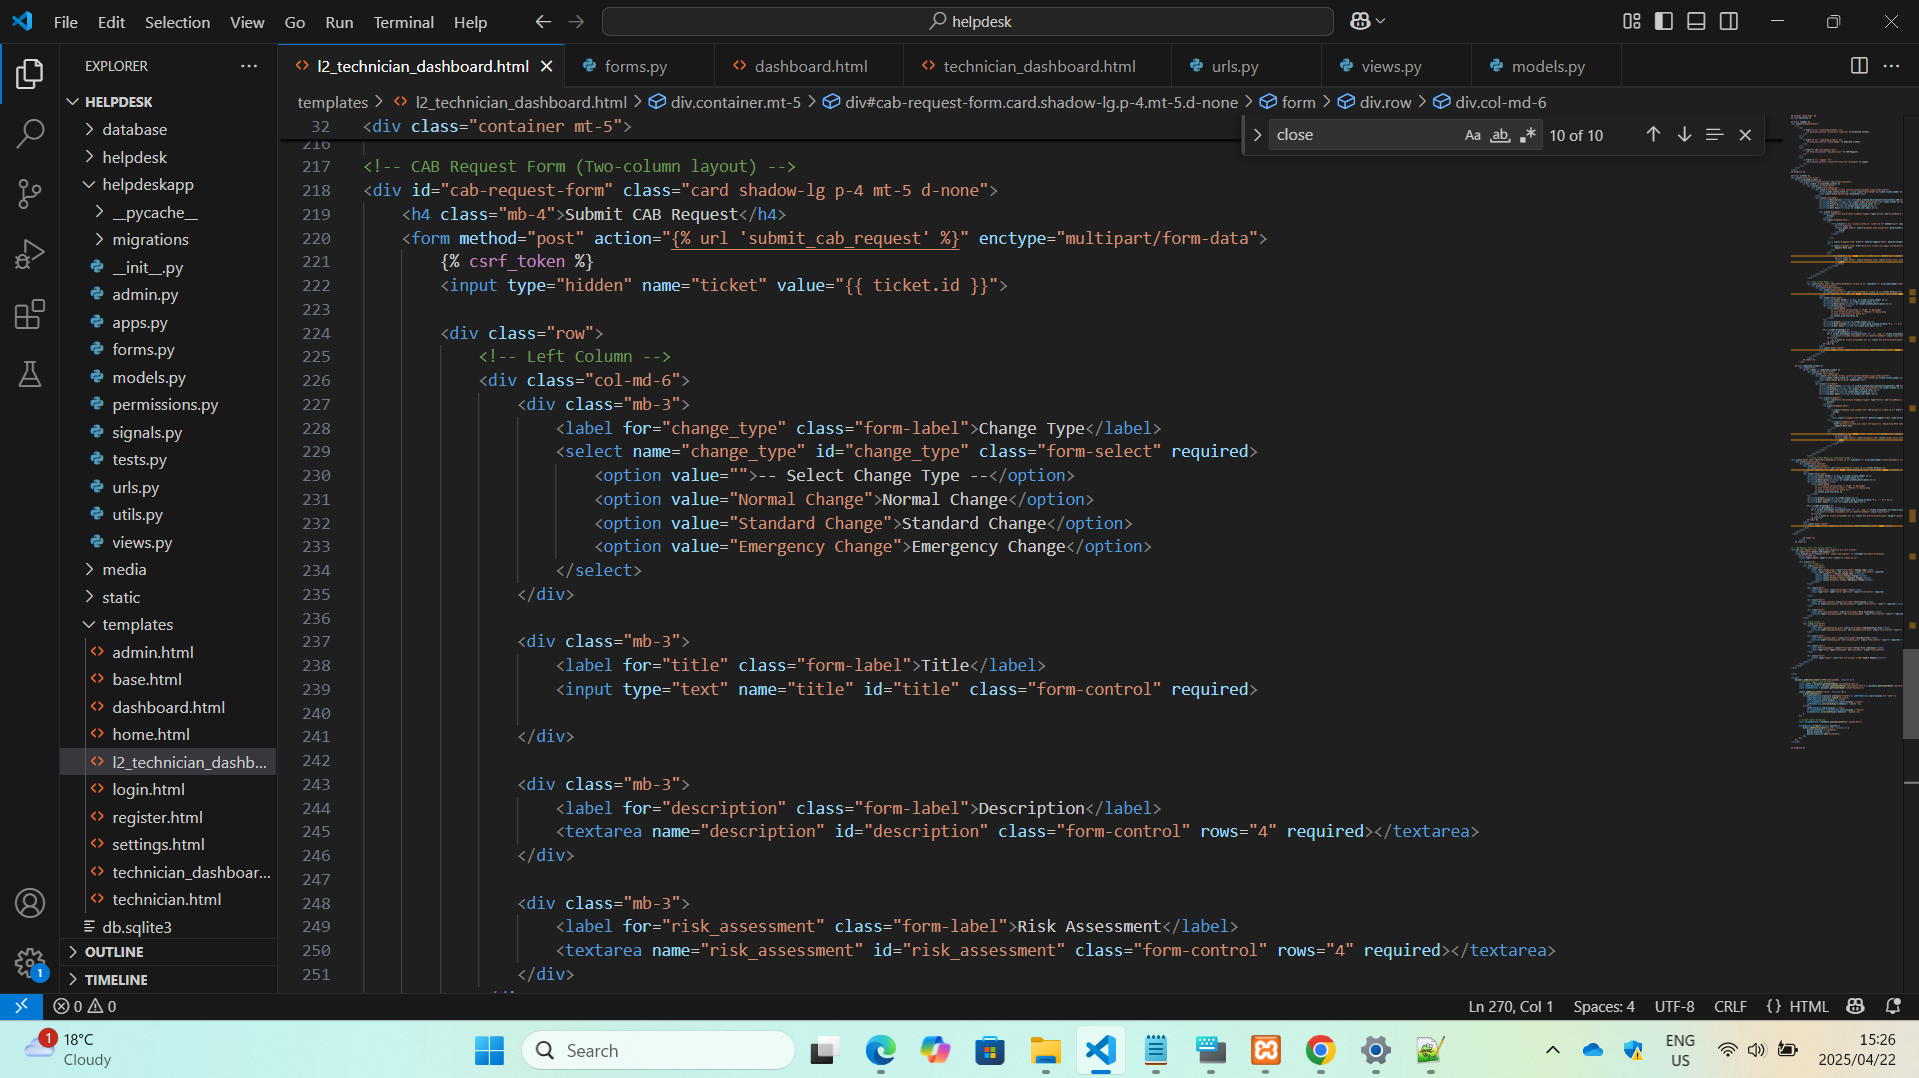 File Edit Selection View Go Run Terminal Help
helpdesk
EXPLORER
l2_technician_dashboard.html
forms.py
dashboard.html
technician_dashboard.html
urls.py
views.py
models.py
templates > l2_technician_dashboard.html > div.container.mt-5 > div#cab-request-form.card.shadow-lg.p-4.mt-5.d-none > form > div.row > div.col-md-6
close
Aa
ab
10 of 10
HELPDESK
database
helpdesk
helpdeskapp
__pycache__
migrations
__init__.py
admin.py
apps.py
forms.py
models.py
permissions.py
signals.py
tests.py
urls.py
utils.py
views.py
media
static
templates
admin.html
base.html
dashboard.html
home.html
l2_technician_dashb...
login.html
register.html
settings.html
technician_dashboar...
technician.html
db.sqlite3
OUTLINE
TIMELINE
32 <div class="container mt-5">
216
217 <!-- CAB Request Form (Two-column layout) -->
218 <div id="cab-request-form" class="card shadow-lg p-4 mt-5 d-none">
219 <h4 class="mb-4">Submit CAB Request</h4>
220 <form method="post" action="{% url 'submit_cab_request' %}" enctype="multipart/form-data">
221 {% csrf_token %}
222 <input type="hidden" name="ticket" value="{{ ticket.id }}">
223
224 <div class="row">
225 <!-- Left Column -->
226 <div class="col-md-6">
227 <div class="mb-3">
228 <label for="change_type" class="form-label">Change Type</label>
229 <select name="change_type" id="change_type" class="form-select" required>
230 <option value="">-- Select Change Type --</option>
231 <option value="Normal Change">Normal Change</option>
232 <option value="Standard Change">Standard Change</option>
233 <option value="Emergency Change">Emergency Change</option>
234 </select>
235 </div>
236
237 <div class="mb-3">
238 <label for="title" class="form-label">Title</label>
239 <input type="text" name="title" id="title" class="form-control" required>
240
241 </div>
242
243 <div class="mb-3">
244 <label for="description" class="form-label">Description</label>
245 <textarea name="description" id="description" class="form-control" rows="4" required></textarea>
246 </div>
247
248 <div class="mb-3">
249 <label for="risk_assessment" class="form-label">Risk Assessment</label>
250 <textarea name="risk_assessment" id="risk_assessment" class="form-control" rows="4" required></textarea>
251 </div>
1
0 0
Ln 270, Col 1 Spaces: 4 UTF-8 CRLF {} HTML
1
18°C
Cloudy
Search
ENG
US
15:26
2025/04/22